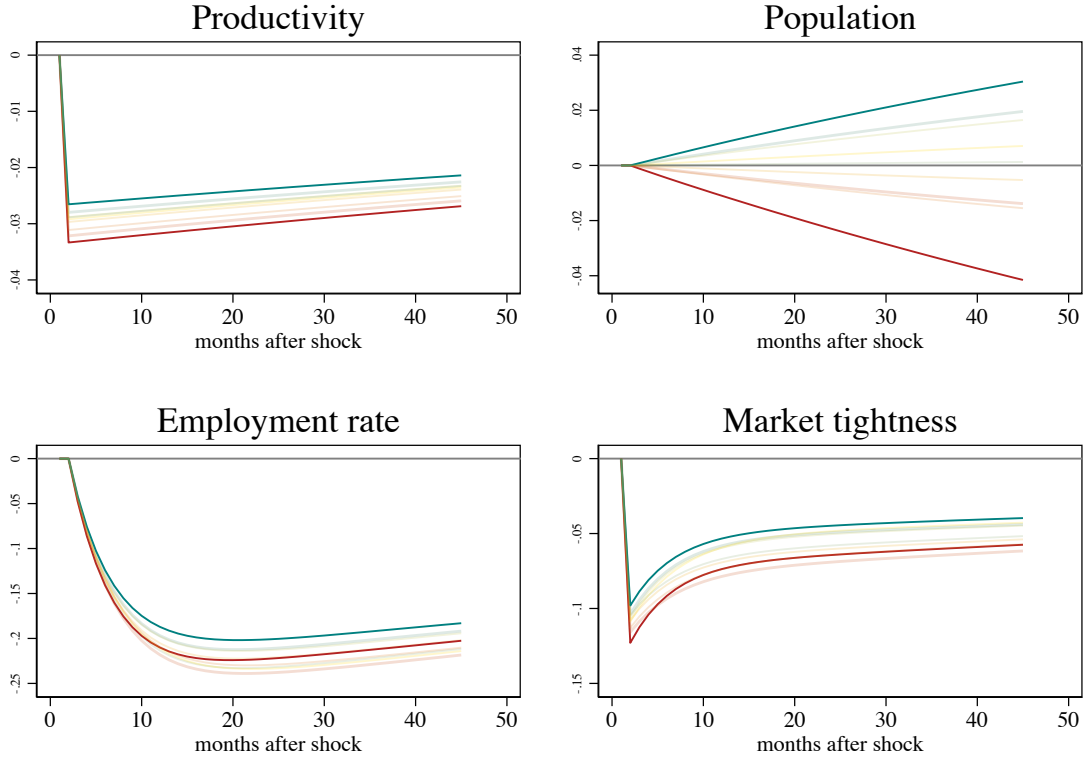 Productivity
0
-.01
-.02
-.03
-.04
0 10 20 30 40 50
months after shock
Population
.04
.02
0
-.02
-.04
0 10 20 30 40 50
months after shock
Employment rate
0
-.05
-.1
-.15
-.2
-.25
0 10 20 30 40 50
months after shock
Market tightness
0
-.05
-.1
-.15
0 10 20 30 40 50
months after shock